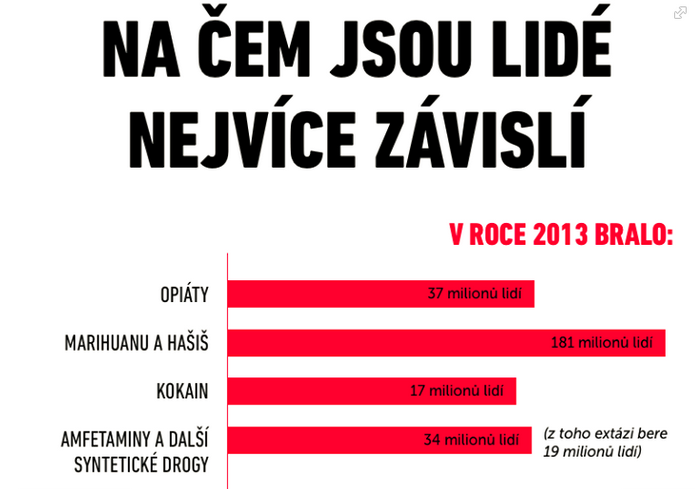 NA ČEM JSOU LIDÉ
NEJVÍCE ZÁVISLÍ
V ROCE 2013 BRALO:
OPIÁTY
37 milionů lidí
MARIHUANU A HAŠIŠ
181 milionů lidí
KOKAIN
17 milionů lidí
AMFETAMINY A DALŠÍ
SYNTETICKÉ DROGY
34 milionů lidí
(z toho extázi bere
19 milionů lidí)